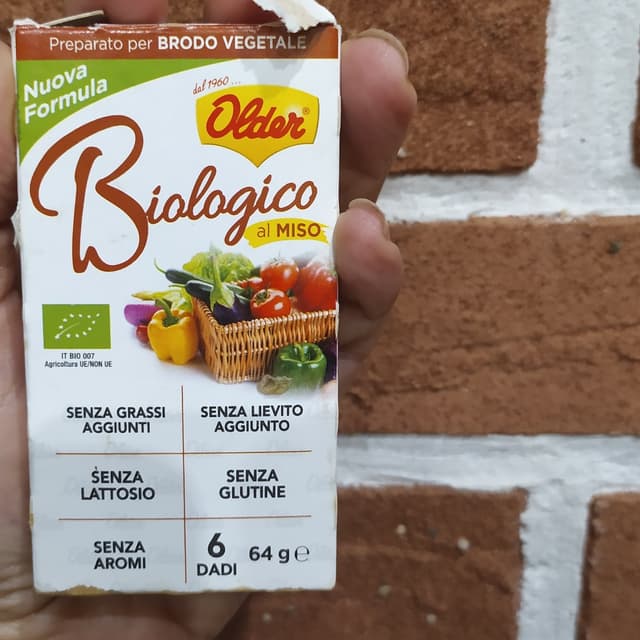 Preparato per BRODO VEGETALE
Nuova
Formula
dal 1960...
Older®
Biologico
al MISO
IT BIO 007
Agricoltura UE/NON UE
SENZA GRASSI
AGGIUNTI
SENZA LIEVITO
AGGIUNTO
SENZA
LATTOSIO
SENZA
GLUTINE
SENZA
AROMI
6
DADI
64 g ℮